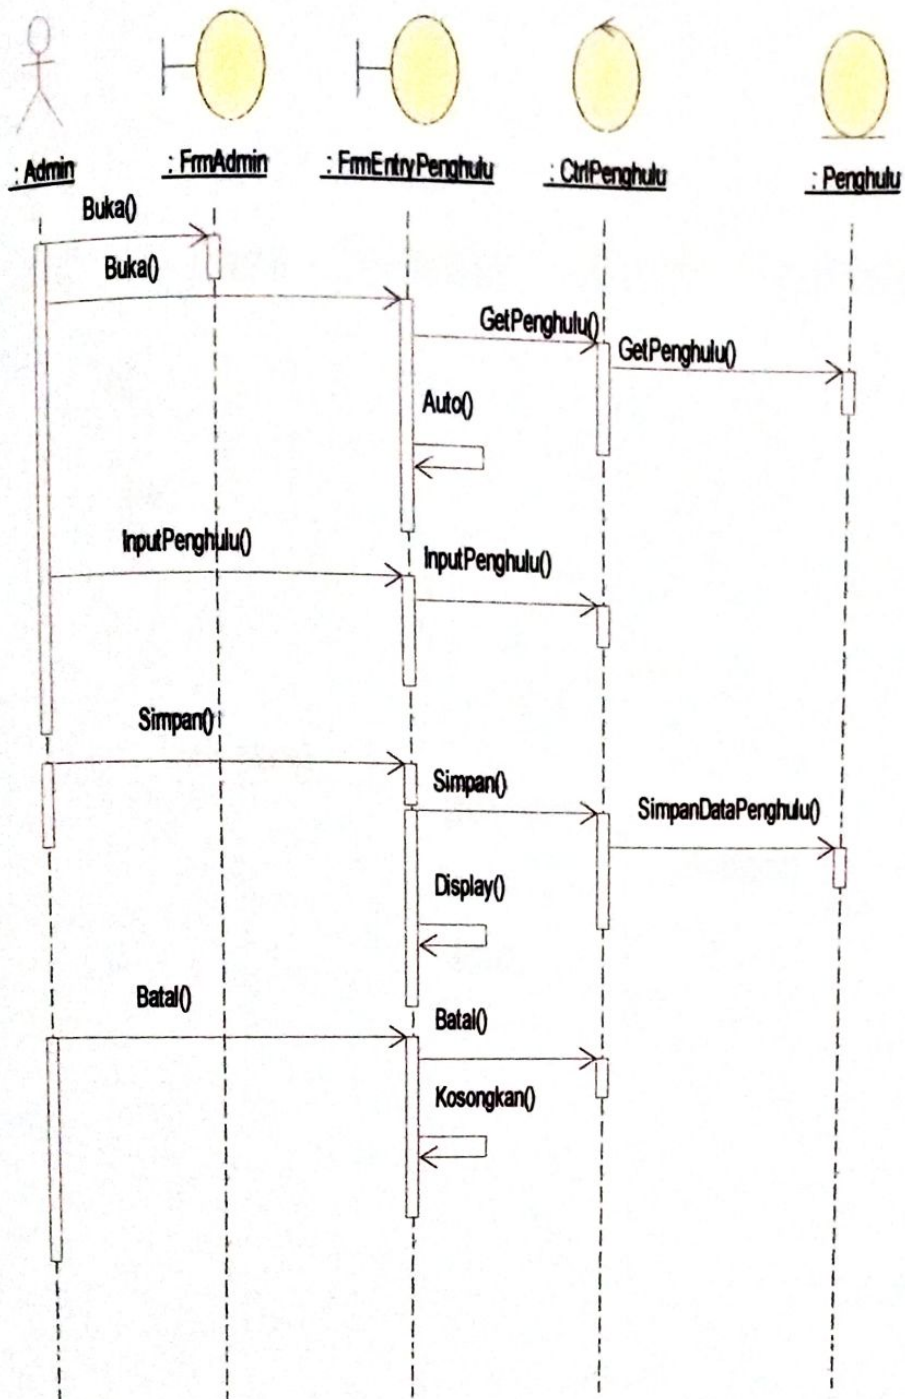 : Admin
: FrmAdmin
: FrmEntryPenghulu
: CtrlPenghulu
: Penghulu
Buka()
Buka()
GetPenghulu()
GetPenghulu()
Auto()
InputPenghulu()
InputPenghulu()
Simpan()
Simpan()
SimpanDataPenghulu()
Display()
Batal()
Batal()
Kosongkan()